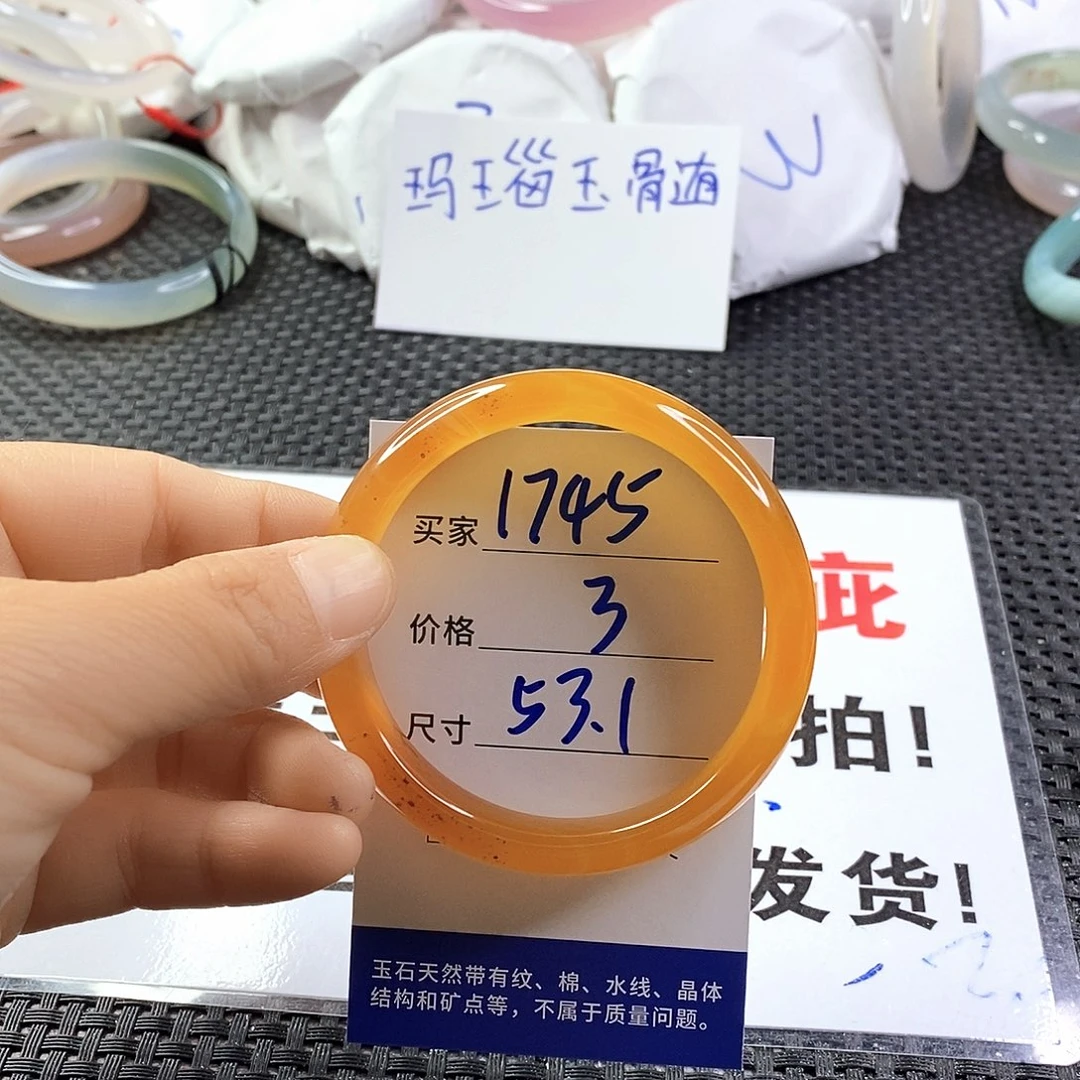 玛瑙玉骨髓
买家 1745
价格 3
尺寸 53.1
疵
拍!
发货!
玉石天然带有纹、棉、水线、晶体
结构和矿点等，不属于质量问题。